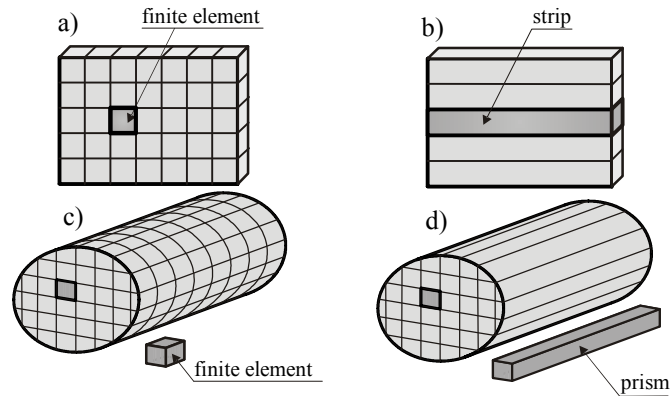 a)
finite element
b)
strip
c)
finite element
d)
prism